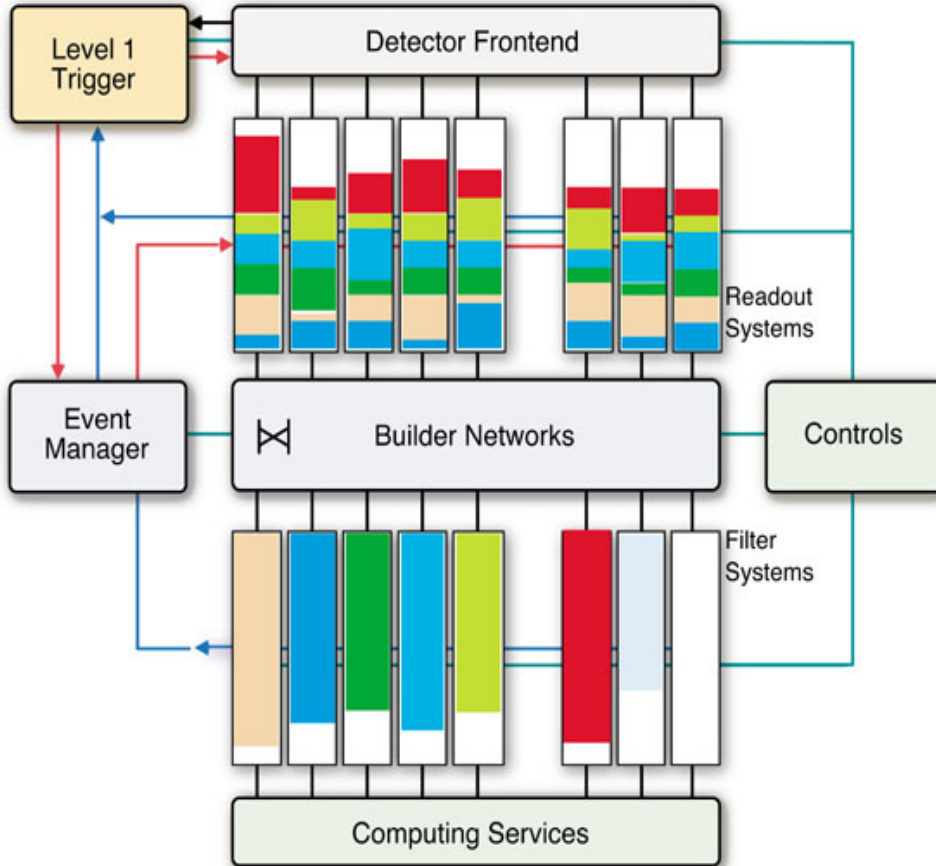 Level 1
Trigger
Detector Frontend
Readout
Systems
Event
Manager
Builder Networks
Controls
Filter
Systems
Computing Services